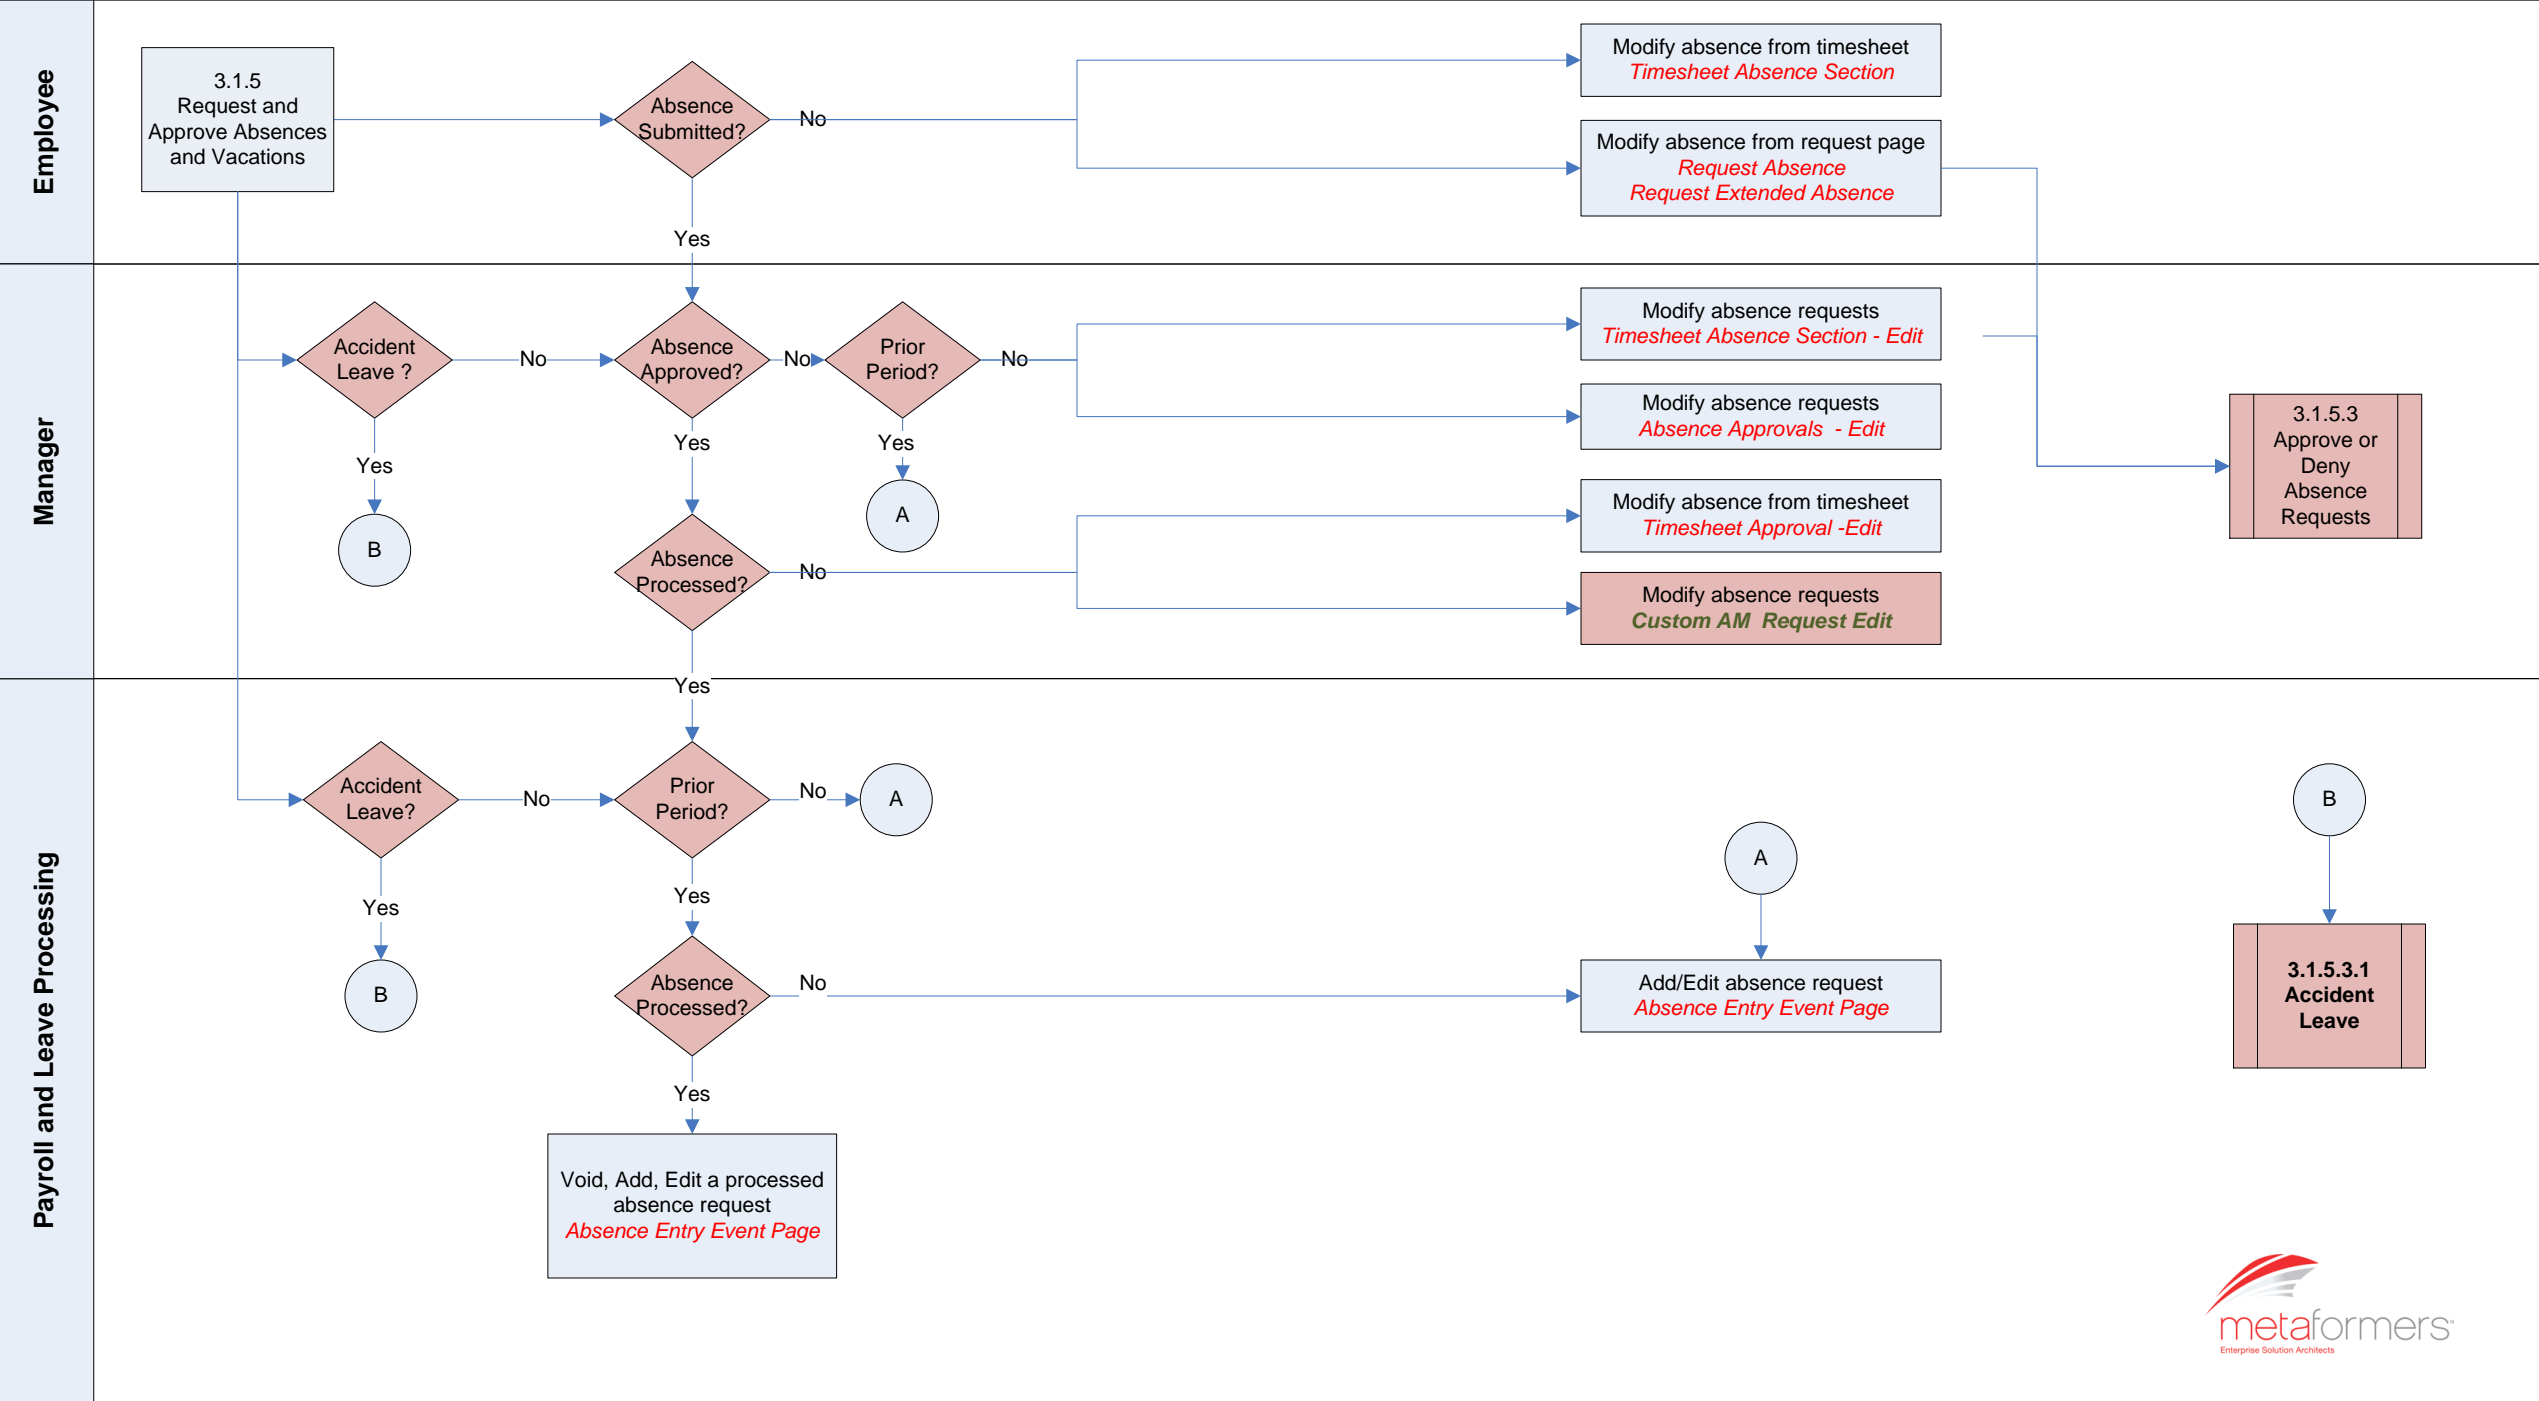 Employee
3.1.5
Request and
Approve Absences
and Vacations
Absence
Submitted?
No
Yes
Modify absence from timesheet
Timesheet Absence Section
Modify absence from request page
Request Absence
Request Extended Absence
Manager
Accident
Leave ?
No
Yes
B
Absence
Approved?
No
Yes
Prior
Period?
No
Yes
A
Absence
Processed?
No
Yes
Modify absence requests
Timesheet Absence Section - Edit
Modify absence requests
Absence Approvals  - Edit
Modify absence from timesheet
Timesheet Approval -Edit
Modify absence requests
Custom AM  Request Edit
3.1.5.3
Approve or
Deny
Absence
Requests
Payroll and Leave Processing
Accident
Leave?
No
Yes
B
Prior
Period?
No
A
Yes
Absence
Processed?
No
Yes
Void, Add, Edit a processed
absence request
Absence Entry Event Page
A
Add/Edit absence request
Absence Entry Event Page
B
3.1.5.3.1
Accident
Leave
metaformers
Enterprise Solution Architects